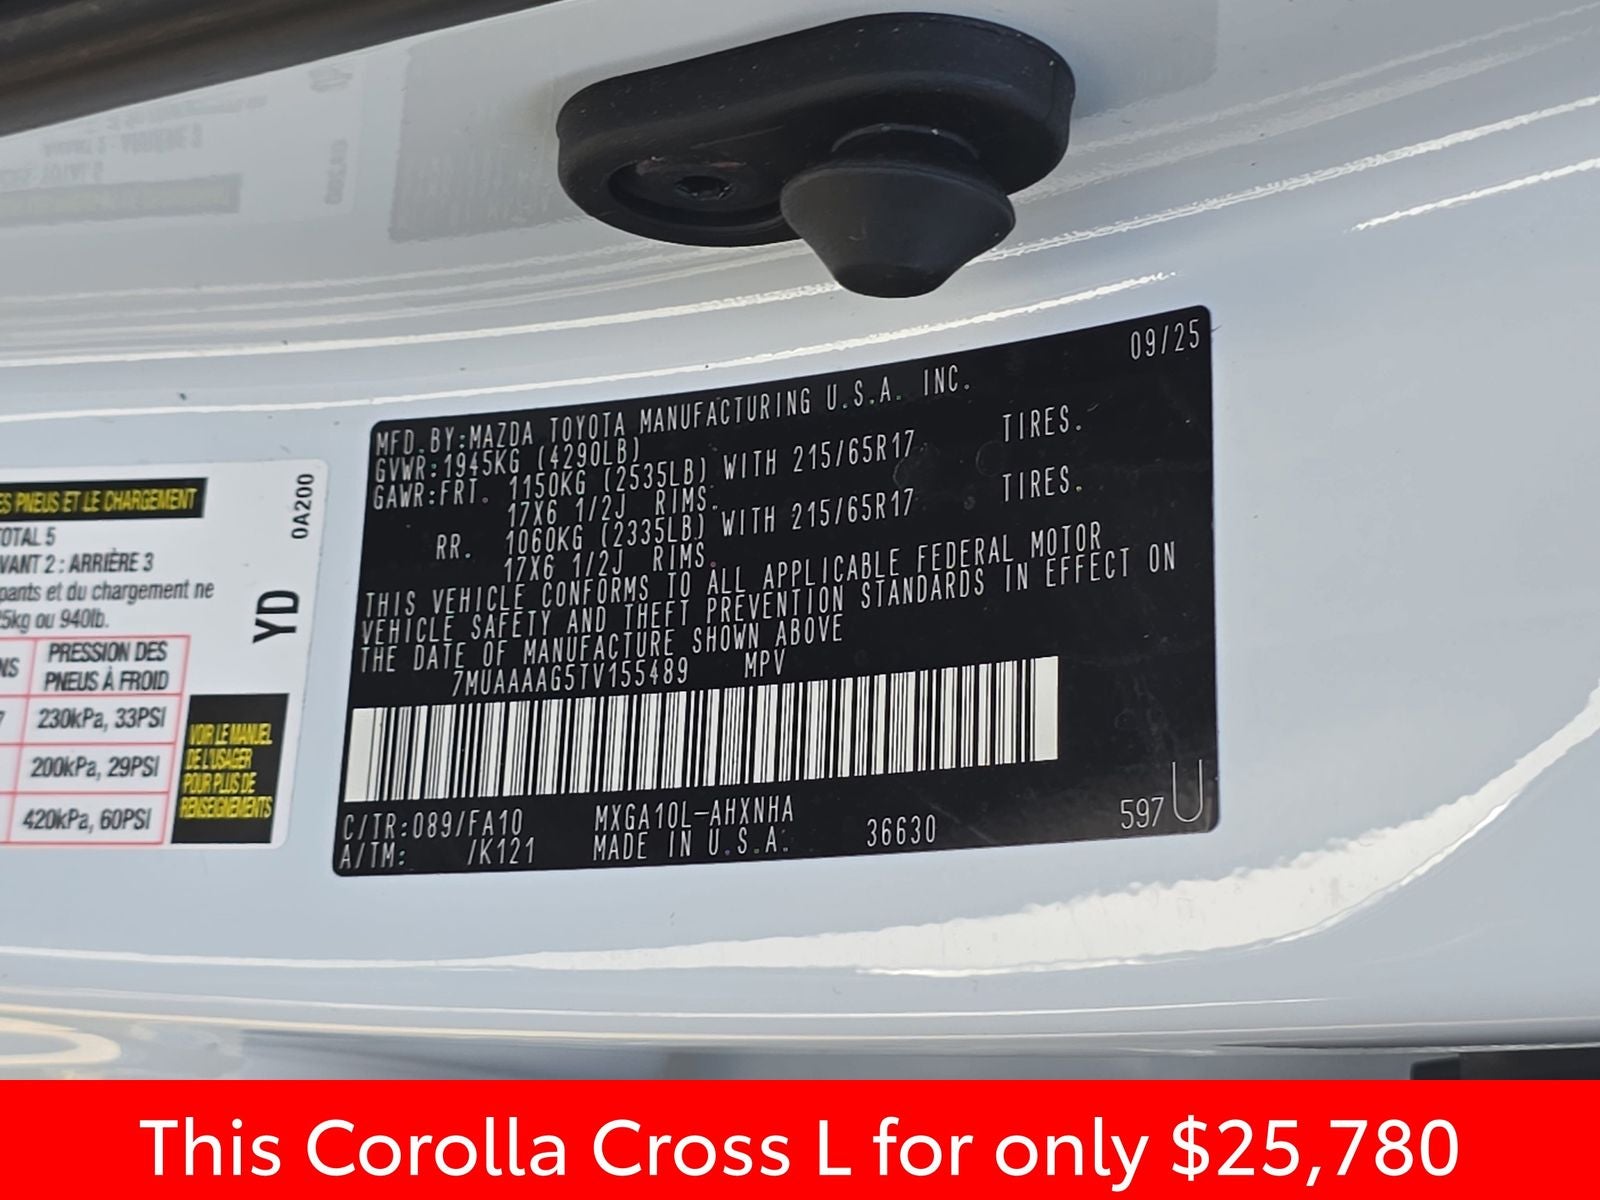 ES PNEUS ET LE CHARGEMENT
TOTAL 5
VANT 2 : ARRIÈRE 3
pants et du chargement ne
5kg ou 940lb.
NS
PRESSION DES
PNEUS À FROID
7
230kPa, 33PSI
200kPa, 29PSI
420kPa, 60PSI
0A200
YD
VOIR LE MANUEL
DE L'USAGER
POUR PLUS DE
RENSEIGNEMENTS
09/25
MFD.BY:MAZDA TOYOTA MANUFACTURING U.S.A. INC.
GVWR:1945KG (4290LB)
GAWR:FRT. 1150KG (2535LB) WITH 215/65R17 TIRES.
17X6 1/2J RIMS.
RR. 1060KG (2335LB) WITH 215/65R17 TIRES.
17X6 1/2J RIMS.
THIS VEHICLE CONFORMS TO ALL APPLICABLE FEDERAL MOTOR
VEHICLE SAFETY AND THEFT PREVENTION STANDARDS IN EFFECT ON
THE DATE OF MANUFACTURE SHOWN ABOVE
7MUAAAAG5TV155489 MPV
C/TR:089/FA10 MXGA10L-AHXNHA
A/TM: /K121 MADE IN U.S.A. 36630 597U
This Corolla Cross L for only $25,780